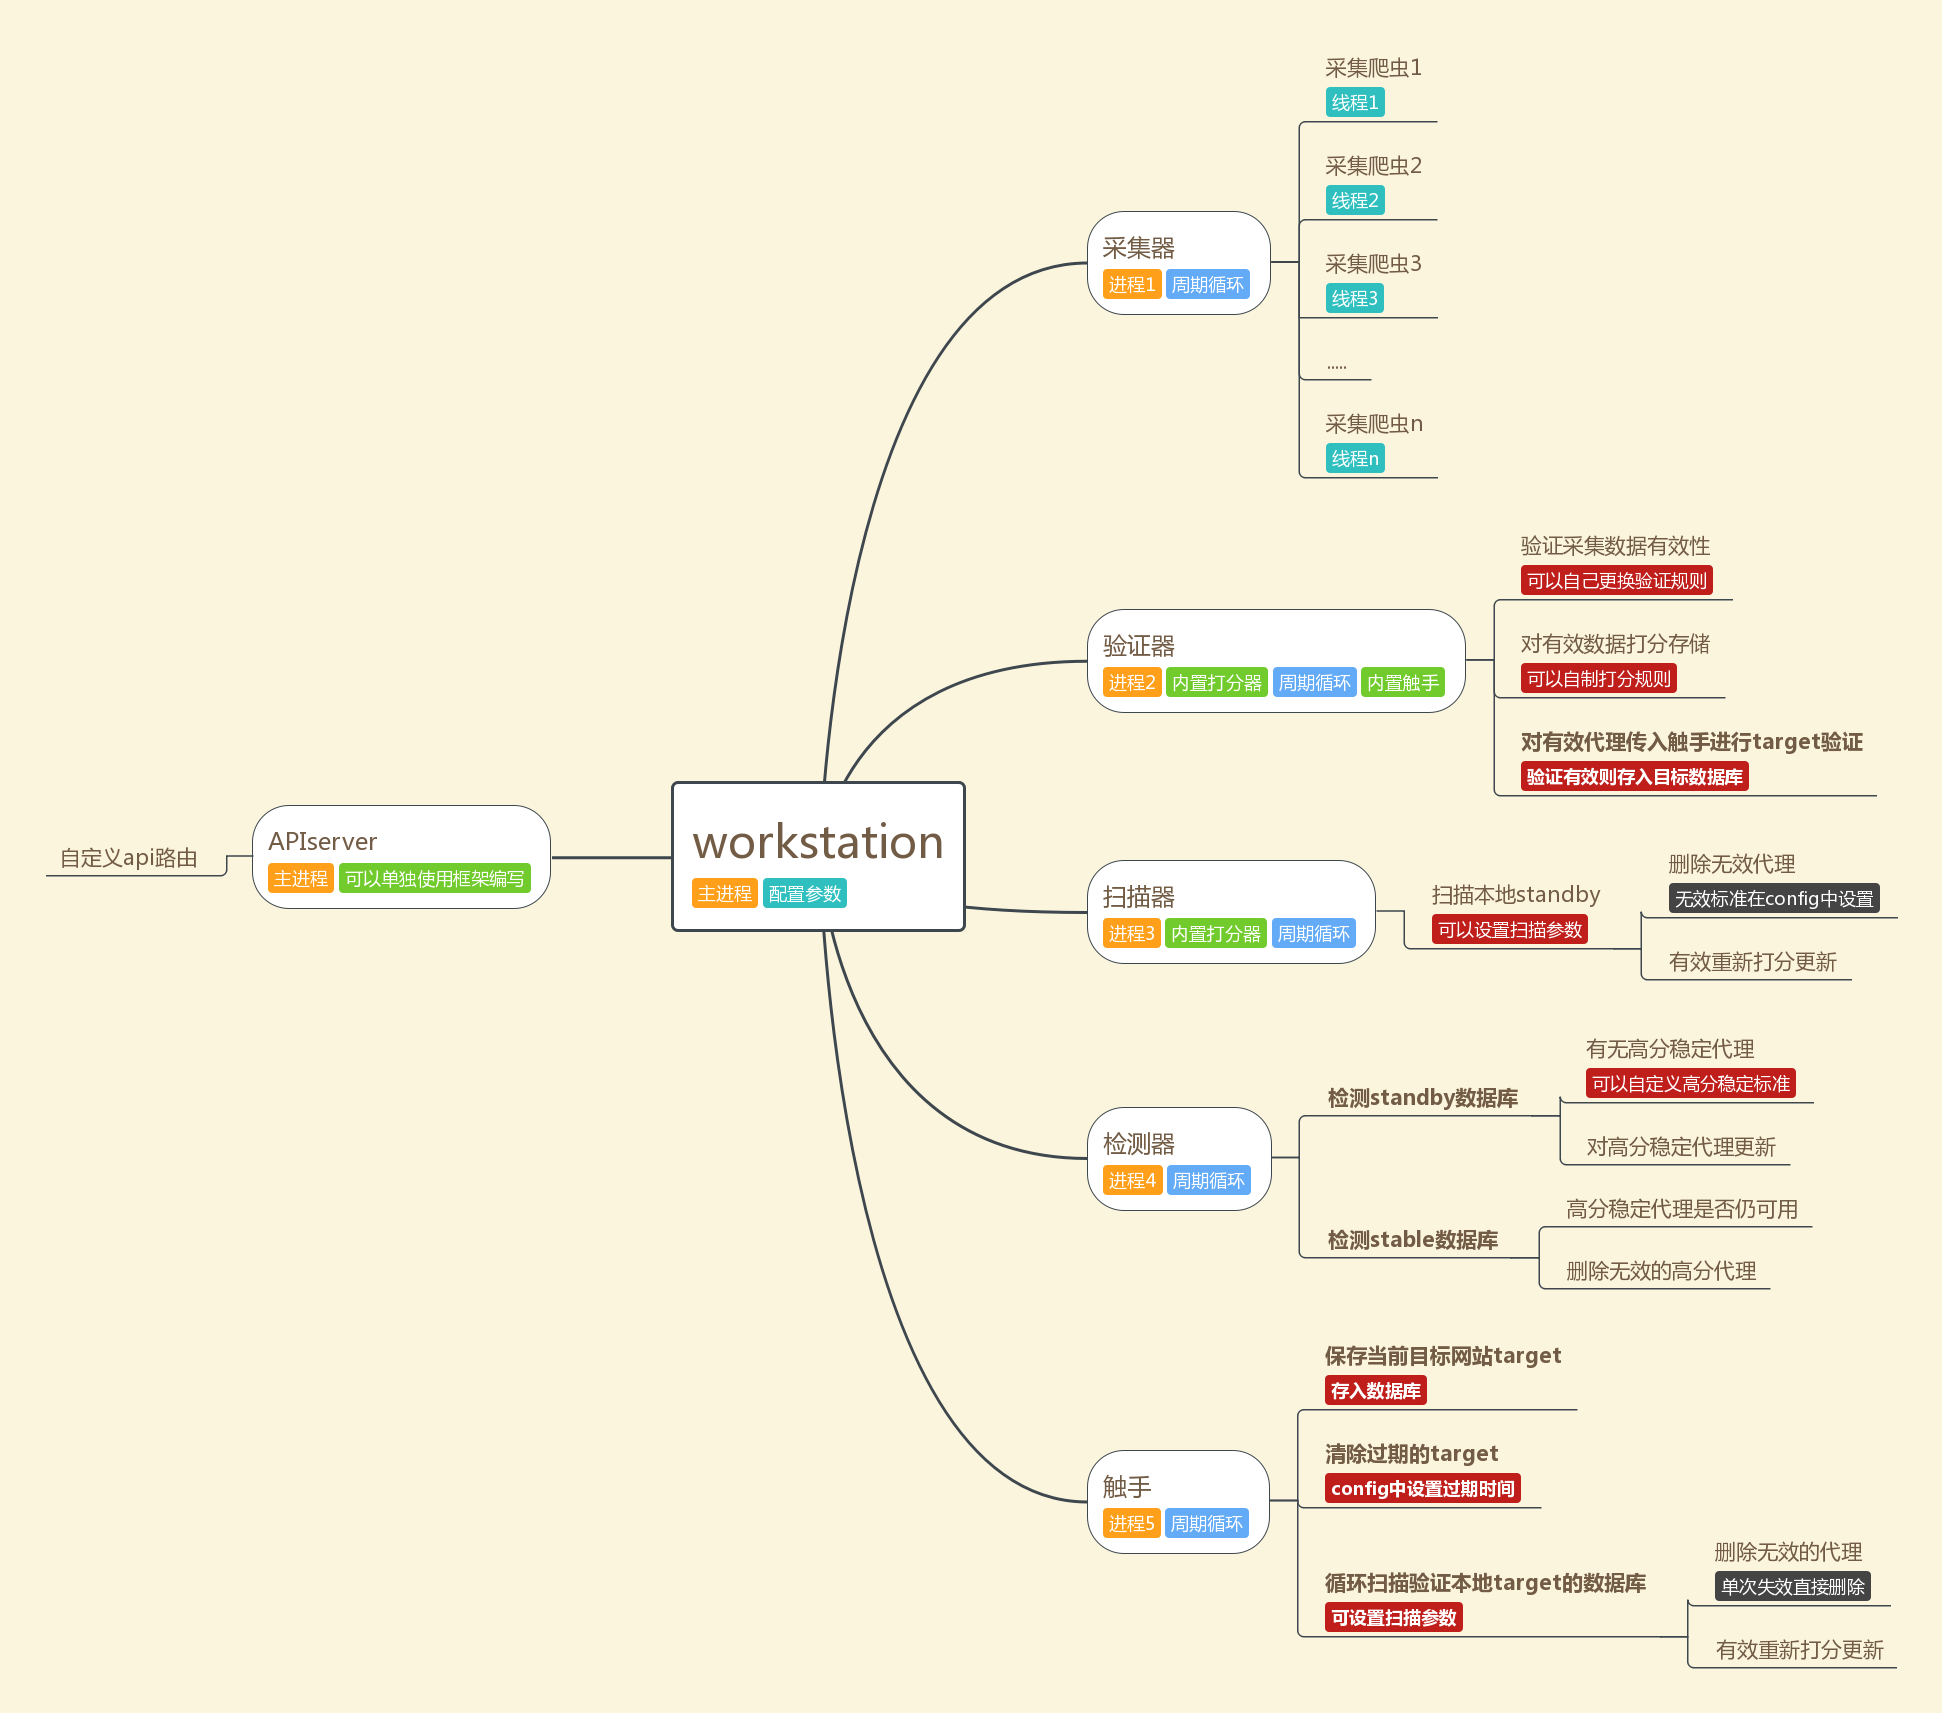 采集爬虫1
线程1
采集爬虫2
线程2
采集爬虫3
线程3
.....
采集爬虫n
线程n
采集器
进程1 周期循环
验证采集数据有效性
可以自己更换验证规则
对有效数据打分存储
可以自制打分规则
对有效代理传入触手进行target验证
验证有效则存入目标数据库
验证器
进程2 内置打分器 周期循环 内置触手
workstation
主进程 配置参数
APIserver
主进程 可以单独使用框架编写
自定义api路由
扫描器
进程3 内置打分器 周期循环
扫描本地standby
可以设置扫描参数
删除无效代理
无效标准在config中设置
有效重新打分更新
检测器
进程4 周期循环
检测standby数据库
有无高分稳定代理
可以自定义高分稳定标准
对高分稳定代理更新
检测stable数据库
高分稳定代理是否仍可用
删除无效的高分代理
触手
进程5 周期循环
保存当前目标网站target
存入数据库
清除过期的target
config中设置过期时间
循环扫描验证本地target的数据库
可设置扫描参数
删除无效的代理
单次失效直接删除
有效重新打分更新